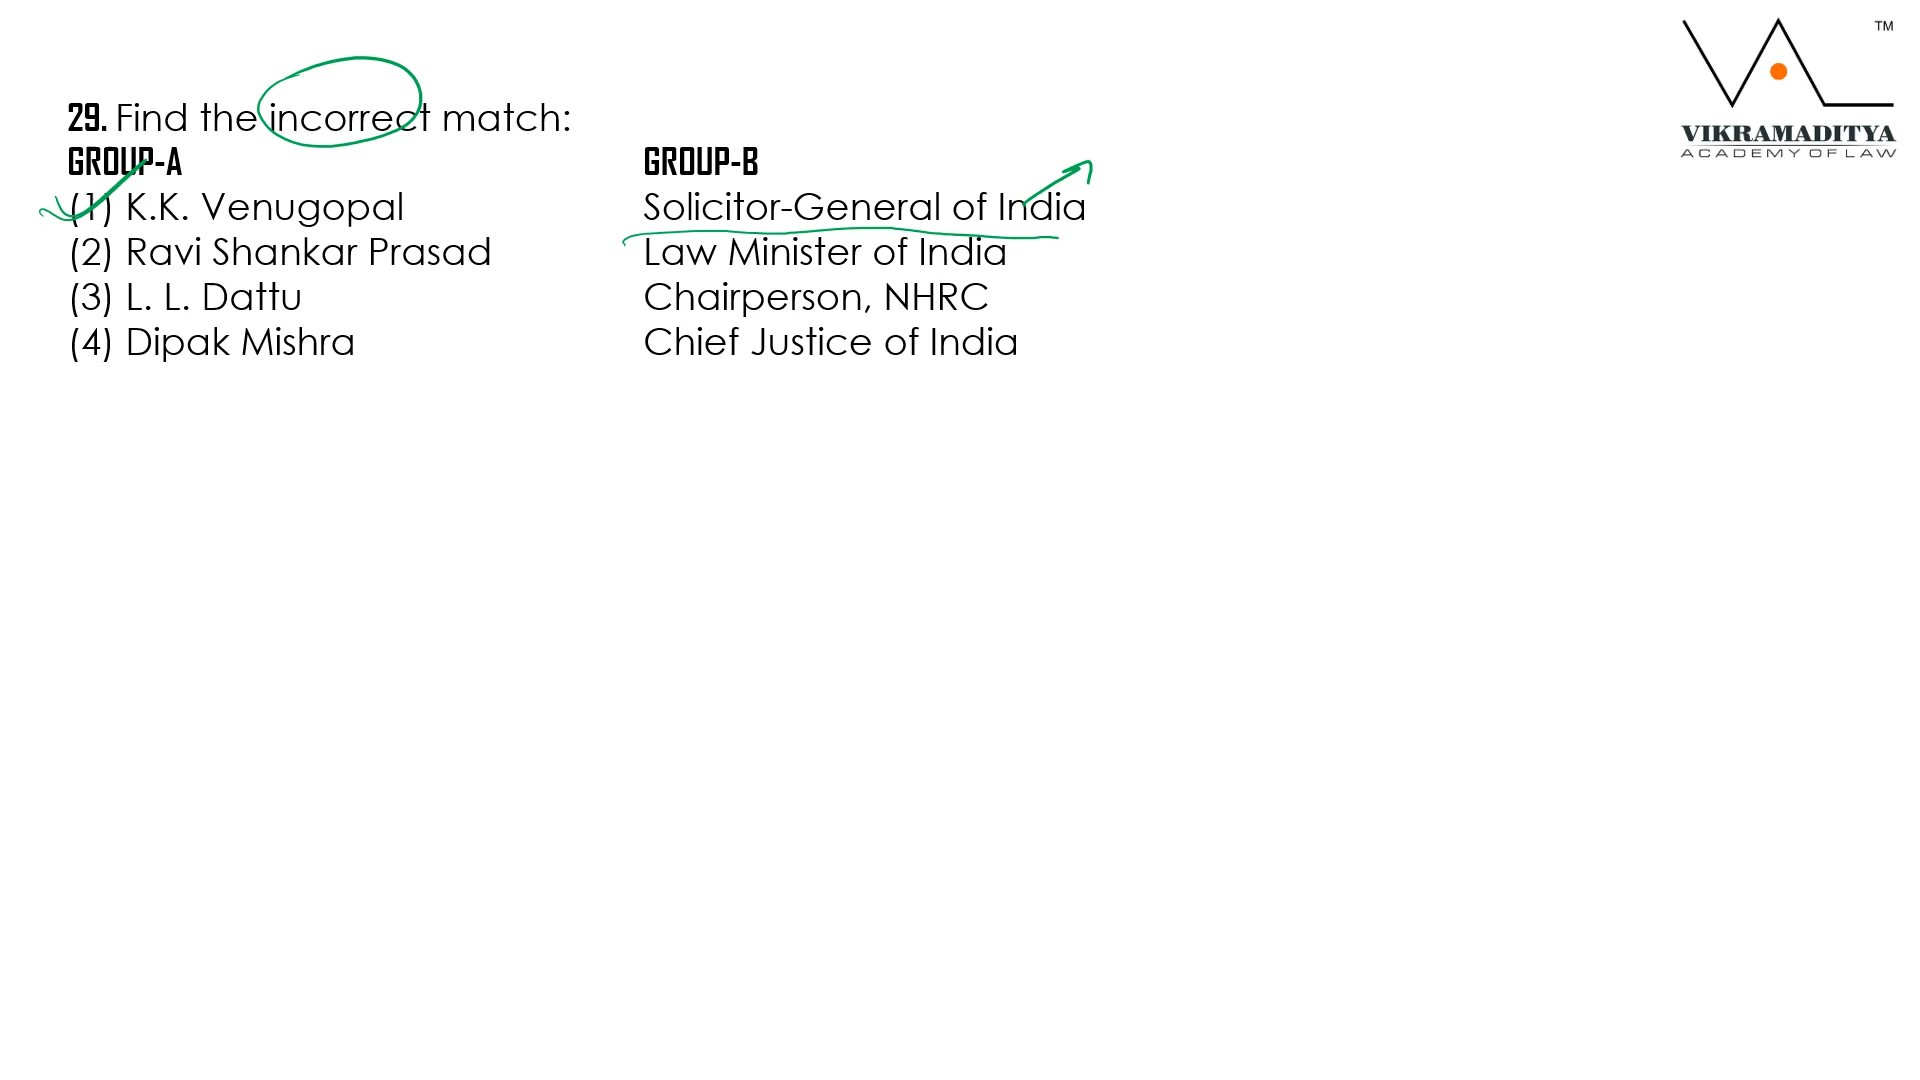 TM
VIKRAMADITYA
ACADEMY OF LAW
29. Find the incorrect match:
GROUP-A GROUP-B
(1) K.K. Venugopal Solicitor-General of India
(2) Ravi Shankar Prasad Law Minister of India
(3) L. L. Dattu Chairperson, NHRC
(4) Dipak Mishra Chief Justice of India